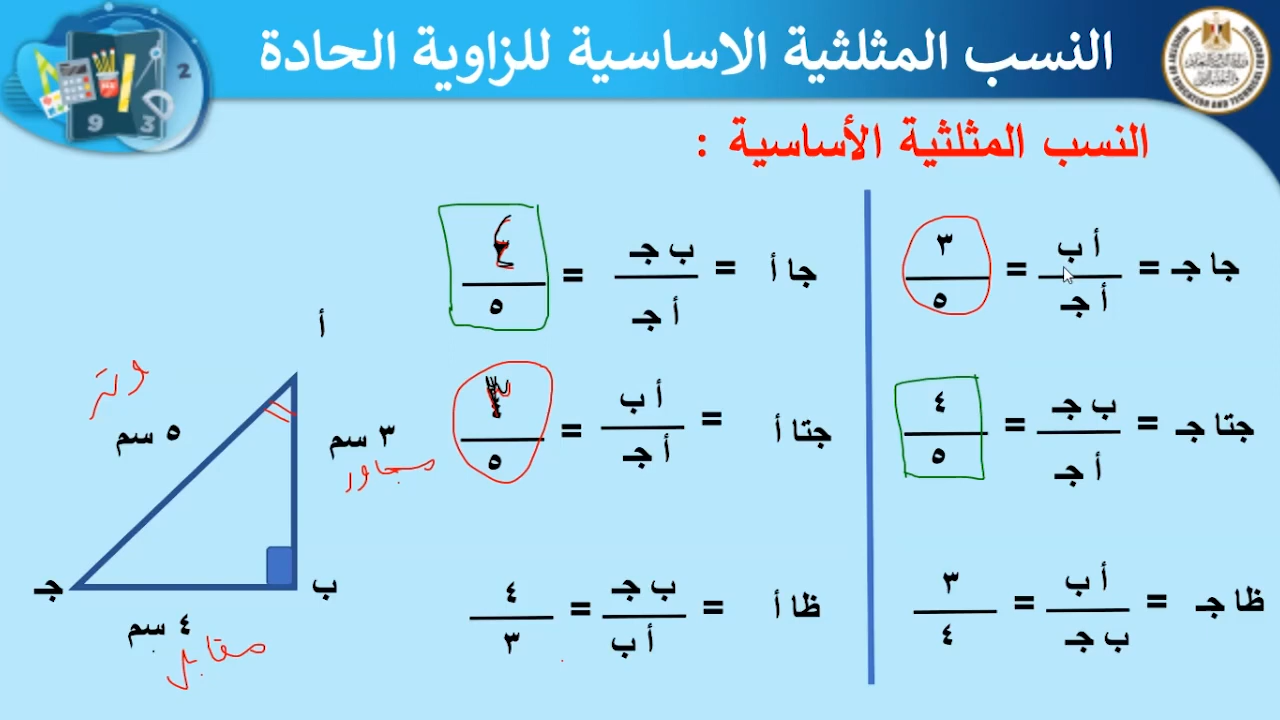 النسب المثلثية الاساسية للزاوية الحادة
النسب المثلثية الأساسية :
جا جـ = أ ب / أ جـ = ٣ / ٥
جتا جـ = ب جـ / أ جـ = ٤ / ٥
ظا جـ = أ ب / ب جـ = ٣ / ٤
جا أ = ب جـ / أ جـ = ٤ / ٥
جتا أ = أ ب / أ جـ = ٣ / ٥
ظا أ = ب جـ / أ ب = ٤ / ٣
أ
وتر
٥ سم
٣ سم
مجاور
جـ
ب
٤ سم
مقابل